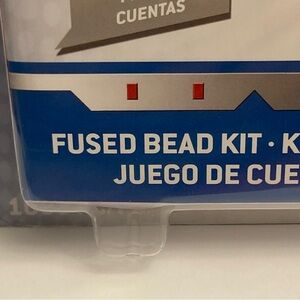 CUENTAS
FUSED BEAD KIT · K
JUEGO DE CUE